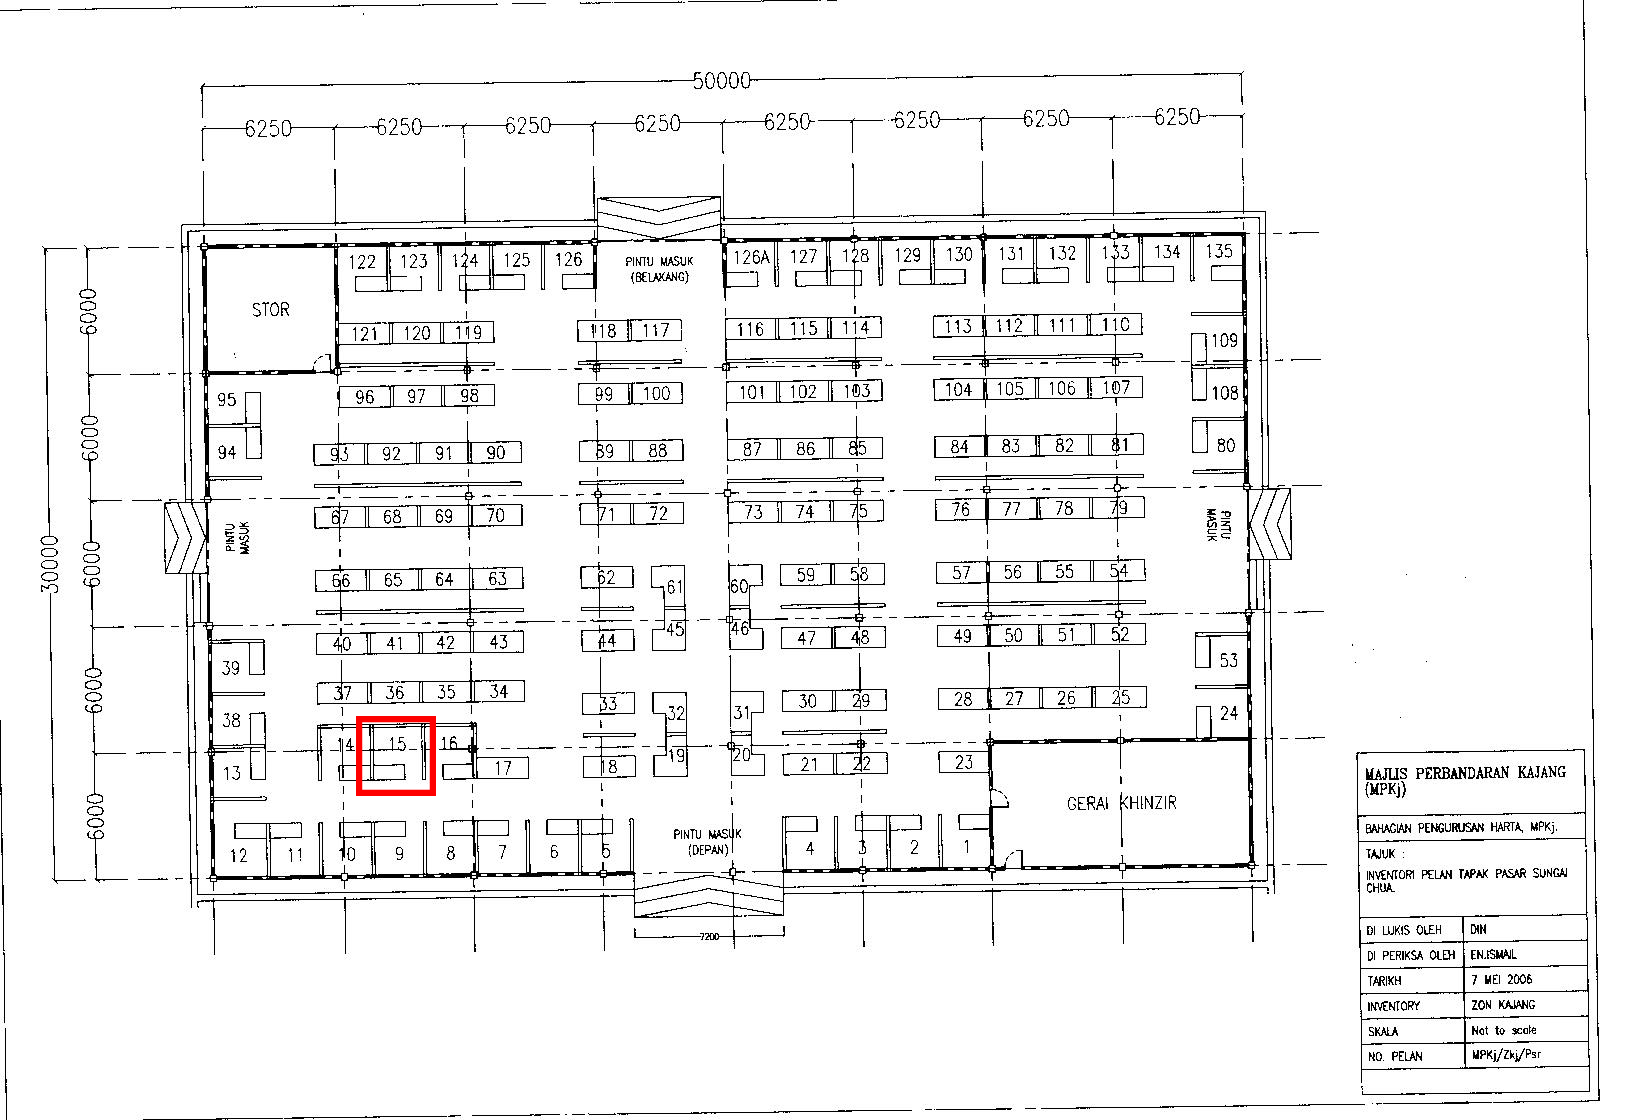 50000
6250 6250 6250 6250 6250 6250 6250 6250
122 123 124 125 126 PINTU MASUK 126A 127 128 129 130 131 132 133 134 135
(BELAKANG)
STOR
6000
121 120 119 118 117 116 115 114 113 112 111 110
109
95 96 97 98 99 100 101 102 103 104 105 106 107 108
6000
94 93 92 91 90 89 88 87 86 85 84 83 82 81 80
67 68 69 70 71 72 73 74 75 76 77 78 79
PINTU MASUK
PINTU MASUK
30000
6000
66 65 64 63 62 61 60 59 58 57 56 55 54
40 41 42 43 44 45 46 47 48 49 50 51 52
39 53
6000
37 36 35 34 33 32 31 30 29 28 27 26 25
38 24
14 15 16
13 17 18 19 20 21 22 23
6000
GERAI KHINZIR
PINTU MASUK
(DEPAN)
12 11 10 9 8 7 6 5 4 3 2 1
7200
MAJLIS PERBANDARAN KAJANG
(MPKj)
BAHAGIAN PENGURUSAN HARTA, MPKj.
TAJUK :
INVENTORI PELAN TAPAK PASAR SUNGAI
CHUA.
DI LUKIS OLEH DIN
DI PERIKSA OLEH EN.ISMAIL
TARIKH 7 MEI 2006
INVENTORY ZON KAJANG
SKALA Not to scale
NO. PELAN MPKj/Zkj/Psr